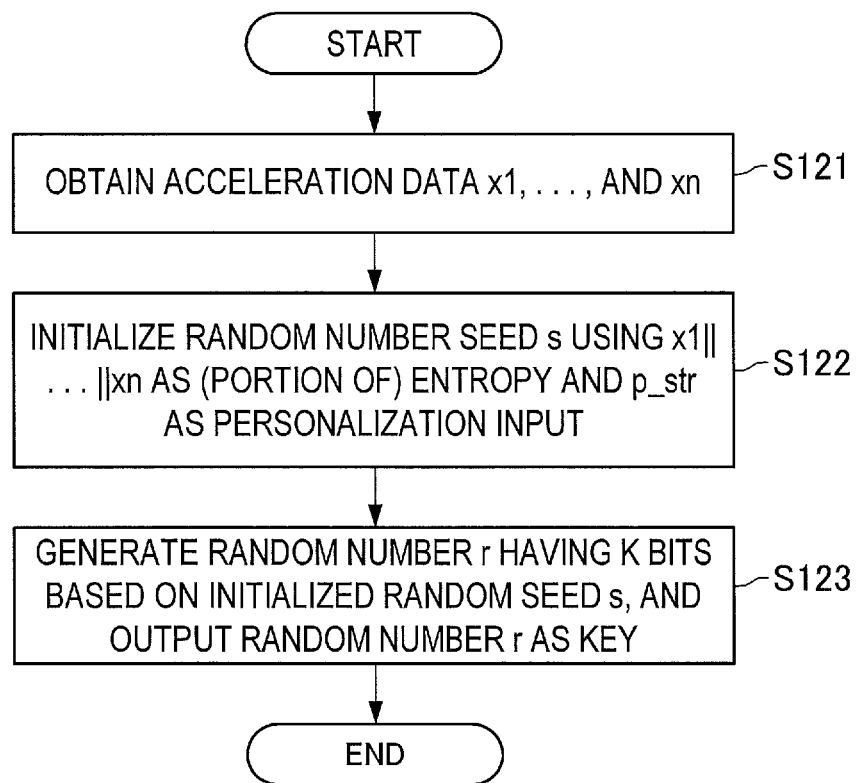 START
OBTAIN ACCELERATION DATA x1, . . . , AND xn
S121
INITIALIZE RANDOM NUMBER SEED s USING x1||
. . . ||xn AS (PORTION OF) ENTROPY AND p_str
AS PERSONALIZATION INPUT
S122
GENERATE RANDOM NUMBER r HAVING K BITS
BASED ON INITIALIZED RANDOM SEED s, AND
OUTPUT RANDOM NUMBER r AS KEY
S123
END